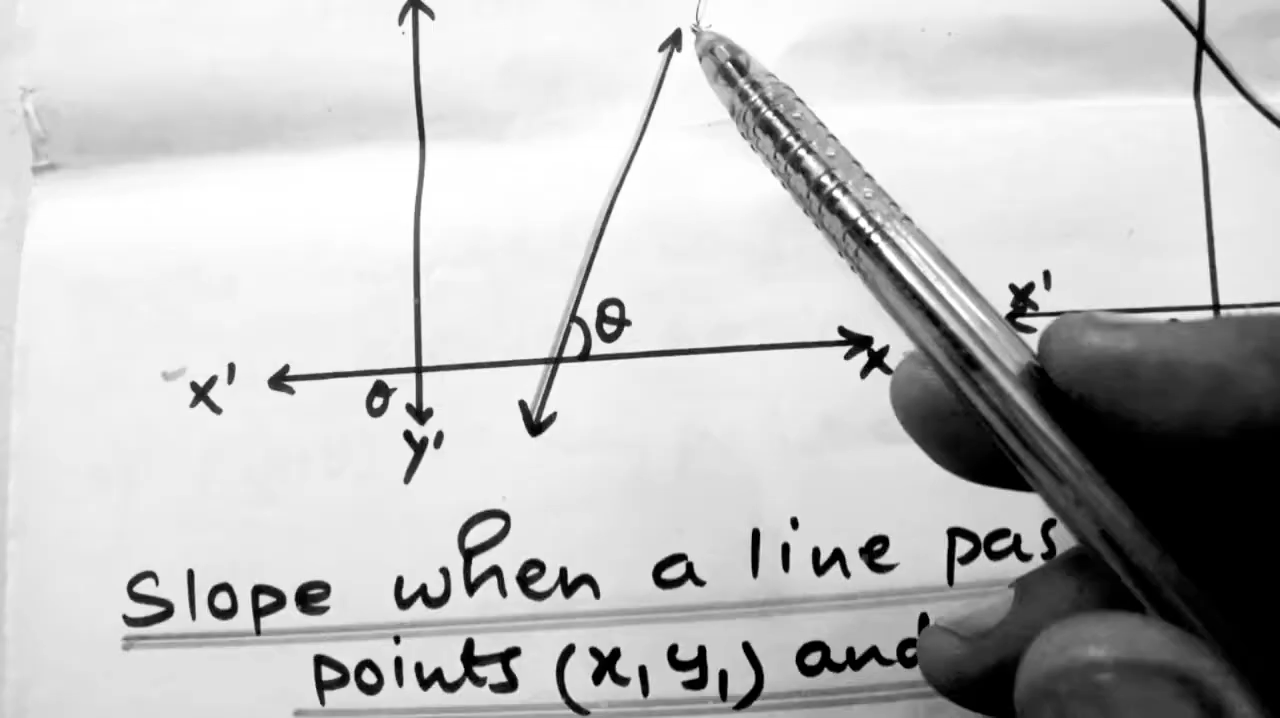 x'
θ
θ
x
o
y'
x'
Slope when a line pas
points (x₁ y₁) and